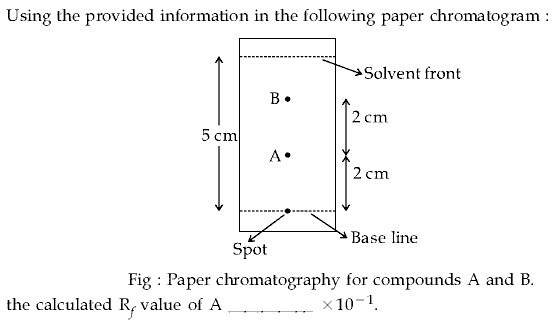 Using the provided information in the following paper chromatogram :
Solvent front
B
2 cm
5 cm
A
2 cm
Base line
Spot
Fig : Paper chromatography for compounds A and B.
the calculated Rf value of A ________ ×10⁻¹.